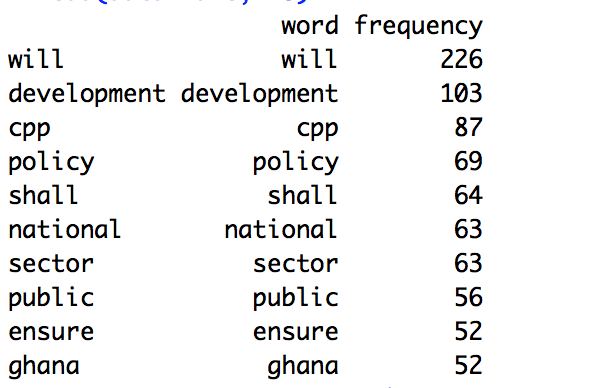 word frequency
will will 226
development development 103
cpp cpp 87
policy policy 69
shall shall 64
national national 63
sector sector 63
public public 56
ensure ensure 52
ghana ghana 52